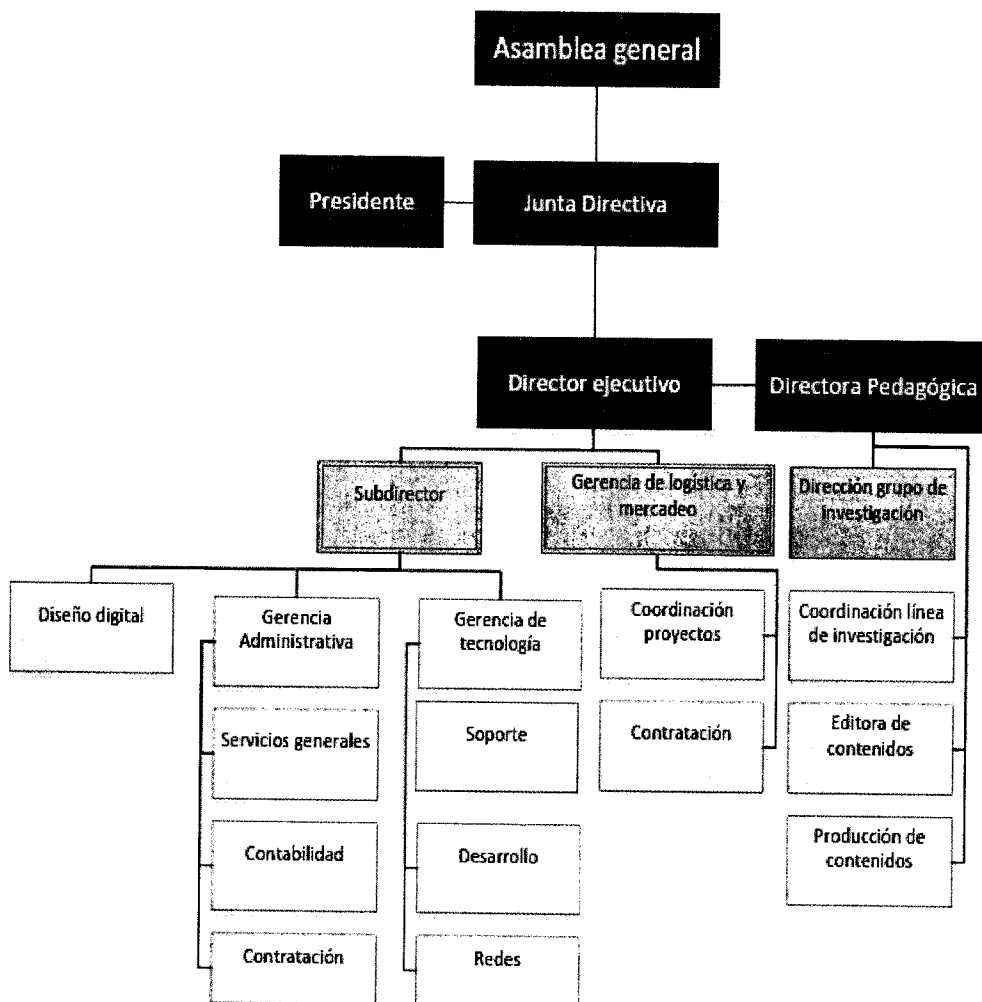 Asamblea general
Presidente
Junta Directiva
Director ejecutivo
Directora Pedagógica
Subdirector
Gerencia de logística y
mercadeo
Dirección grupo de
investigación
Diseño digital
Gerencia
Administrativa
Gerencia de
tecnología
Coordinación
proyectos
Coordinación línea
de investigación
Servicios generales
Soporte
Contratación
Editora de
contenidos
Contabilidad
Desarrollo
Producción de
contenidos
Contratación
Redes